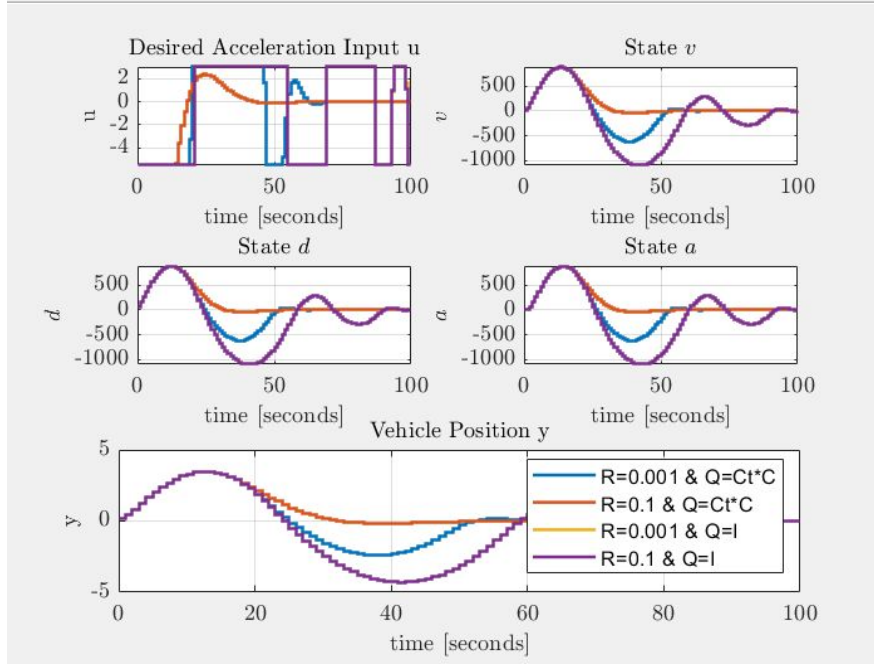 Desired Acceleration Input u
2
0
-2
-4
u
0
50
100
time [seconds]
State v
500
0
-500
-1000
v
0
50
100
time [seconds]
State d
500
0
-500
-1000
d
0
50
100
time [seconds]
State a
500
0
-500
-1000
a
0
50
100
time [seconds]
Vehicle Position y
5
0
-5
y
0
20
40
60
80
100
time [seconds]
R=0.001 & Q=Ct*C
R=0.1 & Q=Ct*C
R=0.001 & Q=I
R=0.1 & Q=I